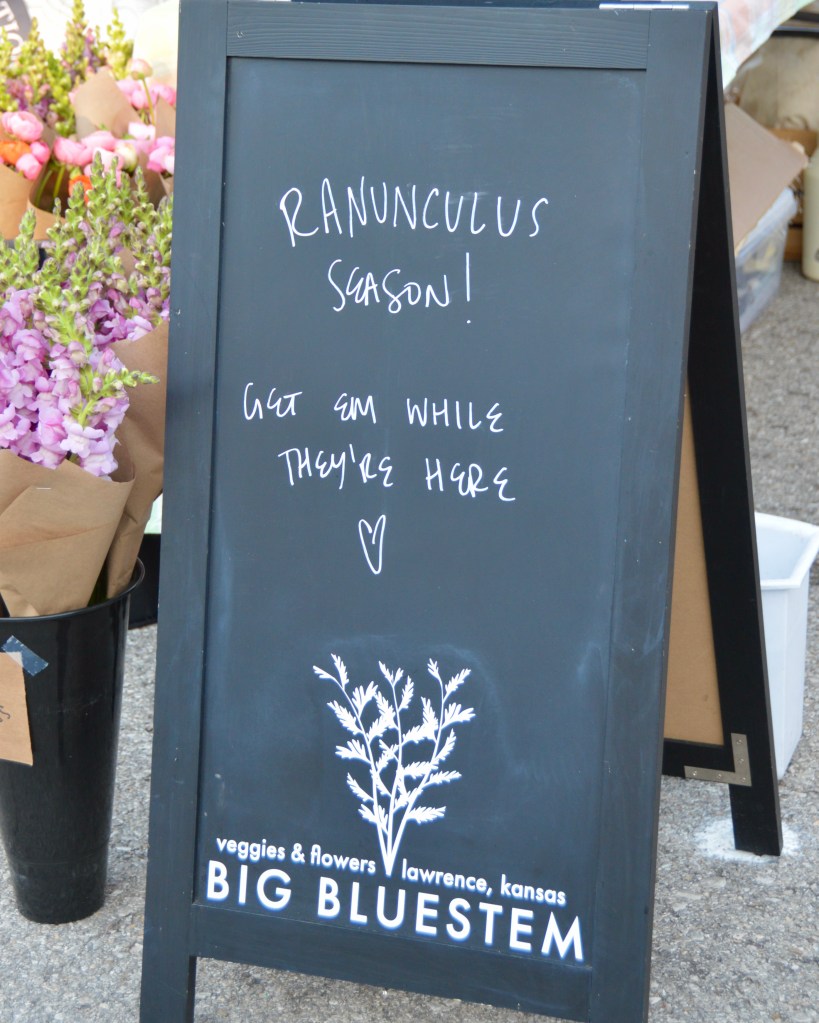 RANUNCULUS
SEASON!
GET EM WHILE
THEY'RE HERE
veggies & flowers lawrence, kansas
BIG BLUESTEM